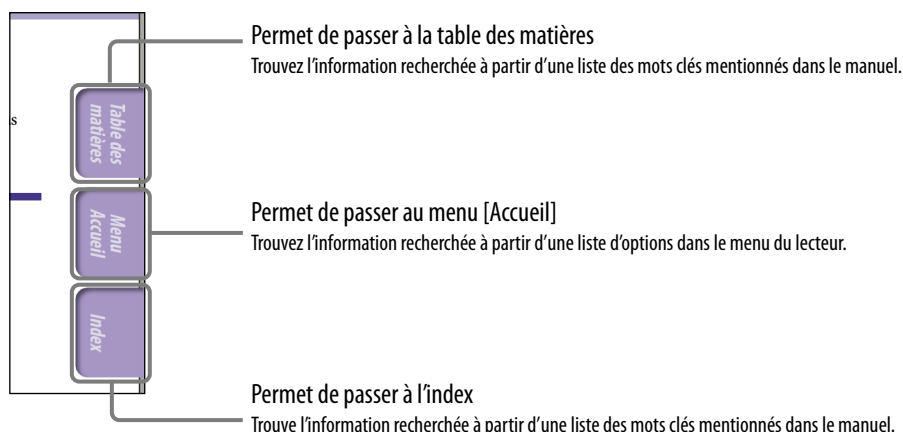 Permet de passer à la table des matières
Trouvez l’information recherchée à partir d’une liste des mots clés mentionnés dans le manuel.
s
Table des
matières
Permet de passer au menu [Accueil]
Trouvez l’information recherchée à partir d’une liste d’options dans le menu du lecteur.
Menu
Accueil
Index
Permet de passer à l’index
Trouve l’information recherchée à partir d’une liste des mots clés mentionnés dans le manuel.